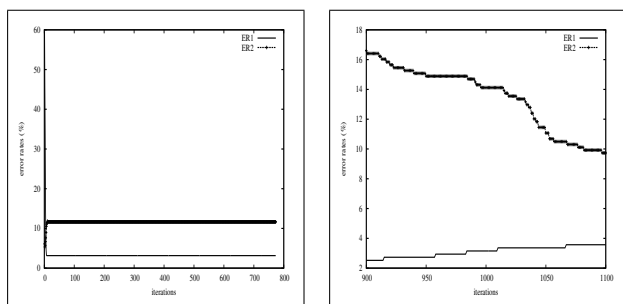 60
50
40
30
20
10
0
0 100 200 300 400 500 600 700 800
error rates (%)
iterations
ER1
ER2
18
16
14
12
10
8
6
4
2
900 950 1000 1050 1100
error rates (%)
iterations
ER1
ER2